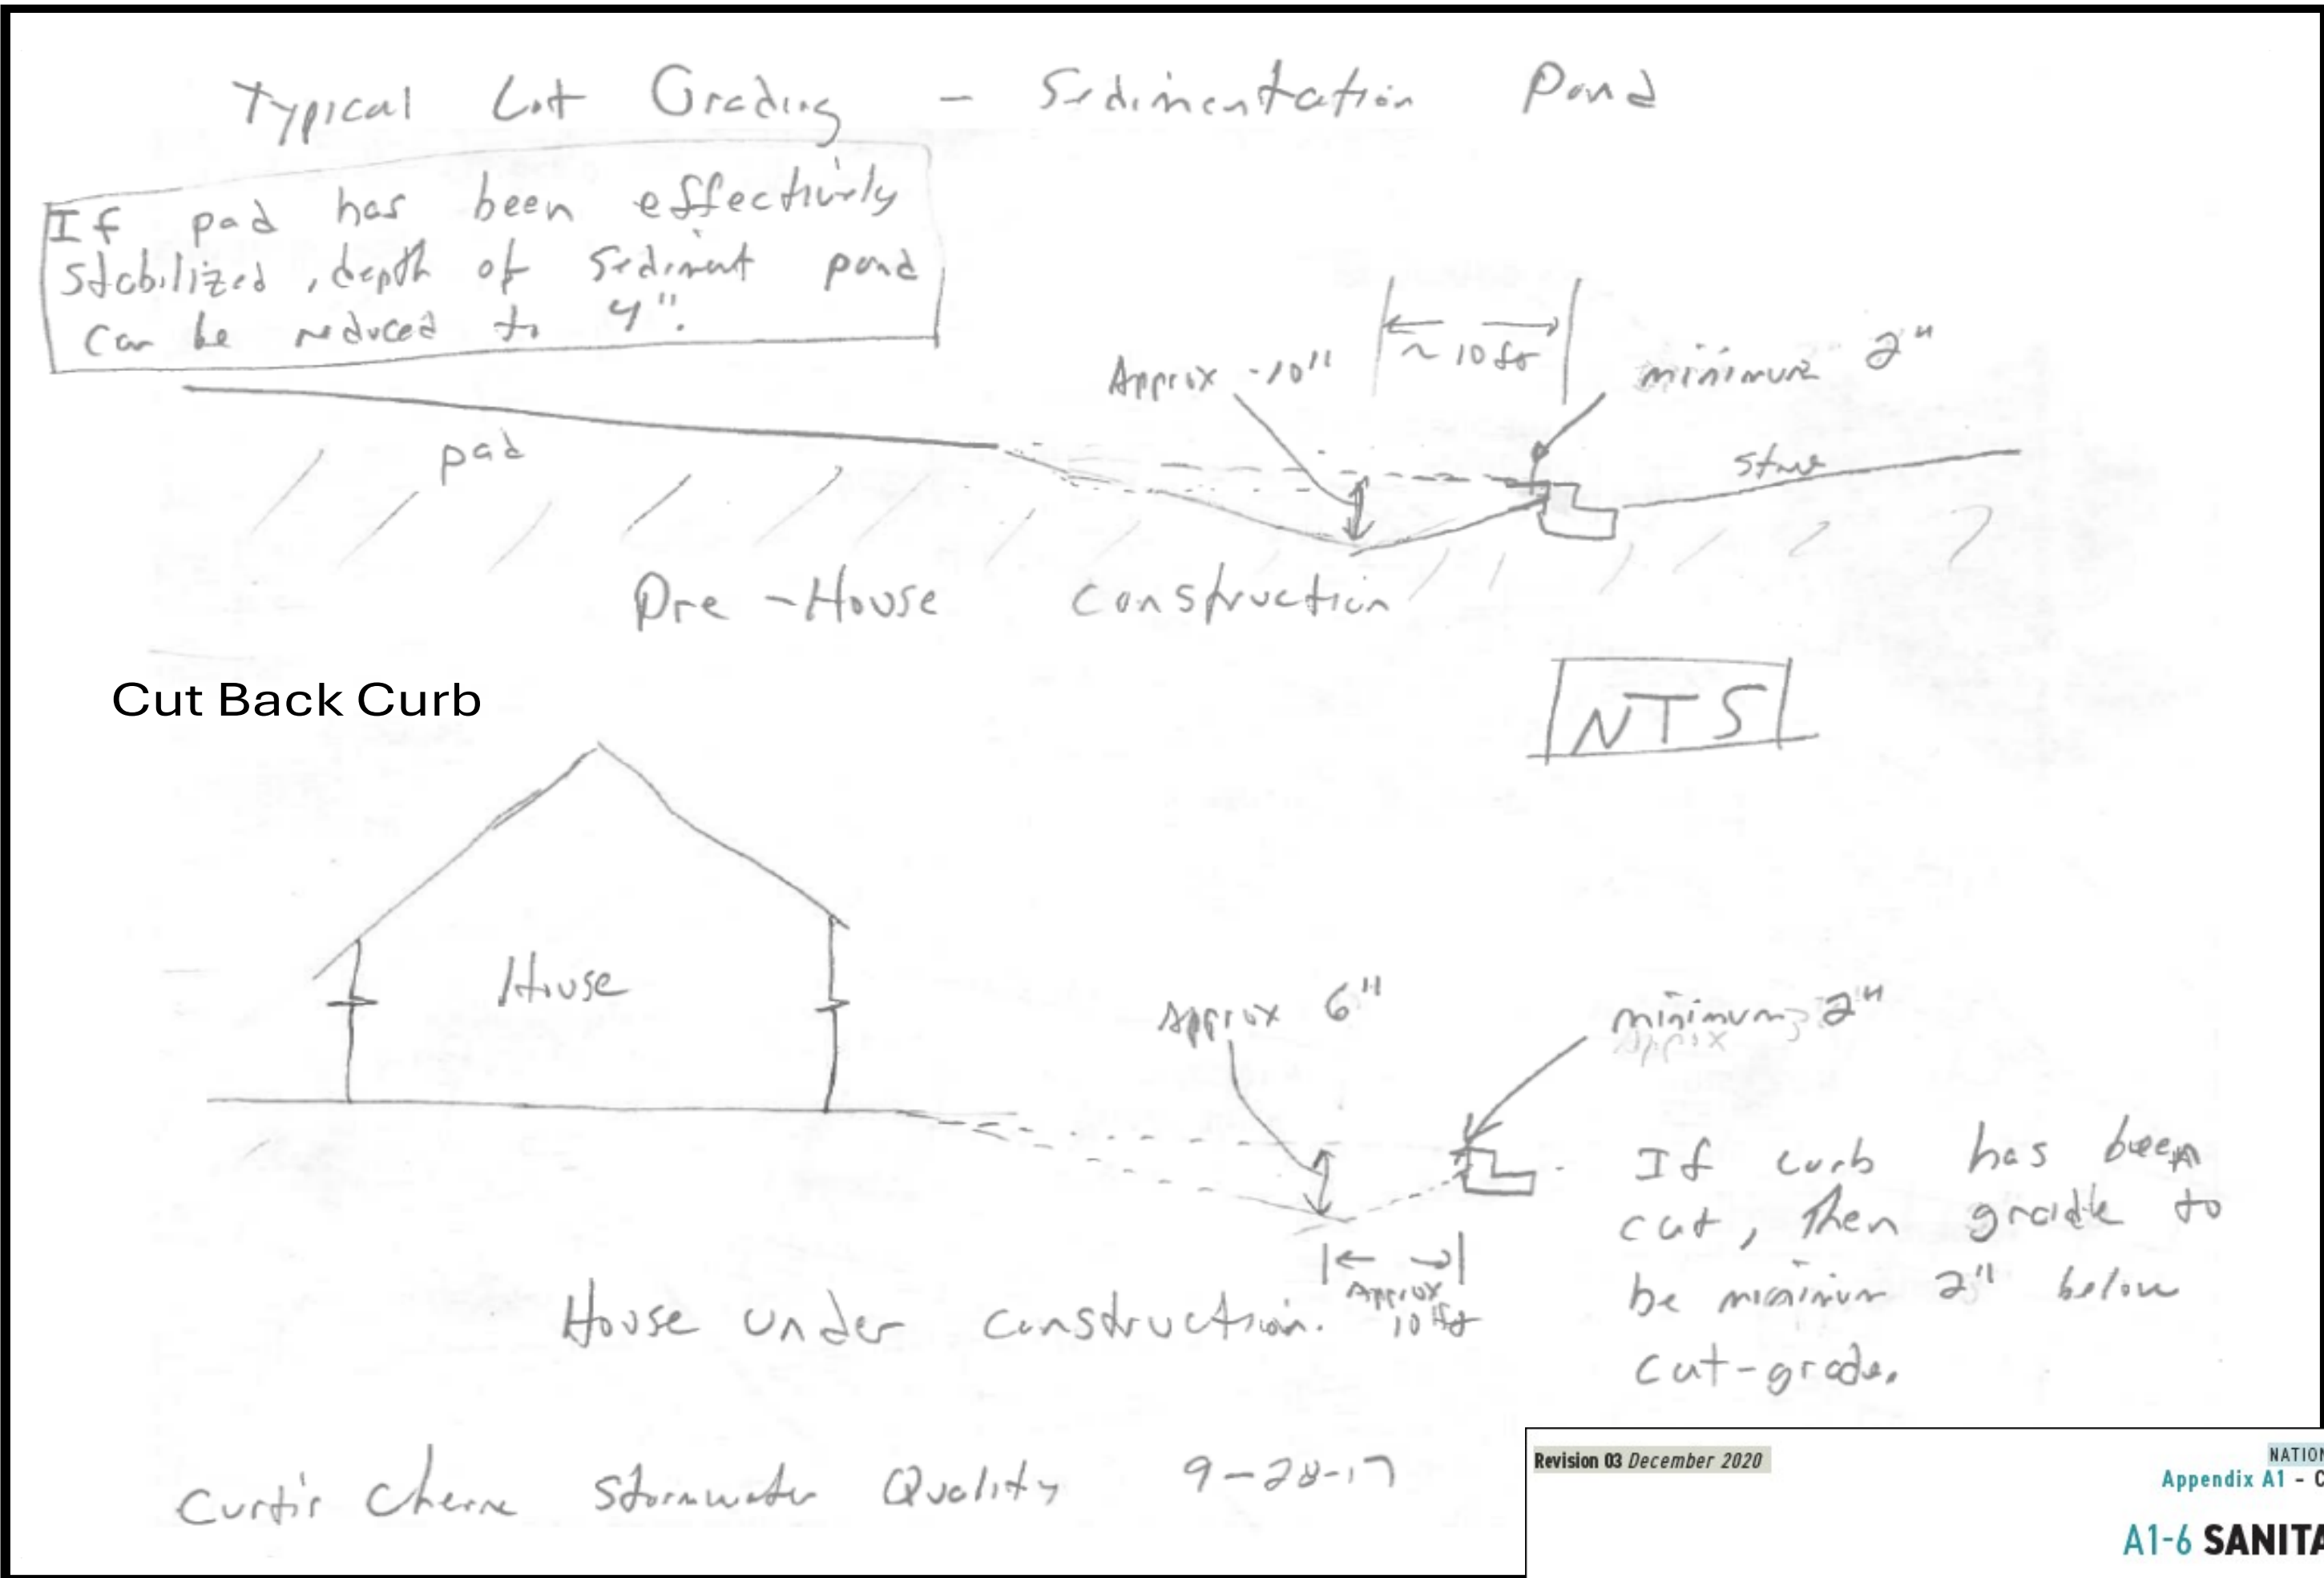 Typical Lot Grading - Sedimentation Pond
If pad has been effectively
stabilized, depth of sediment pond
can be reduced to 4".
~ 10 ft
Approx -10"
minimum 2"
pad
Pre-House Construction
Cut Back Curb
NTS
House
Approx 6"
minimum 2"
Approx
If curb has been
cut, then grade to
be minimum 2" below
cut-grade.
Approx
10 ft
House under construction.
Curtis Cherne Stormwater Quality 9-28-17
Revision 03 December 2020
NATION
Appendix A1 - C
A1-6 SANITA